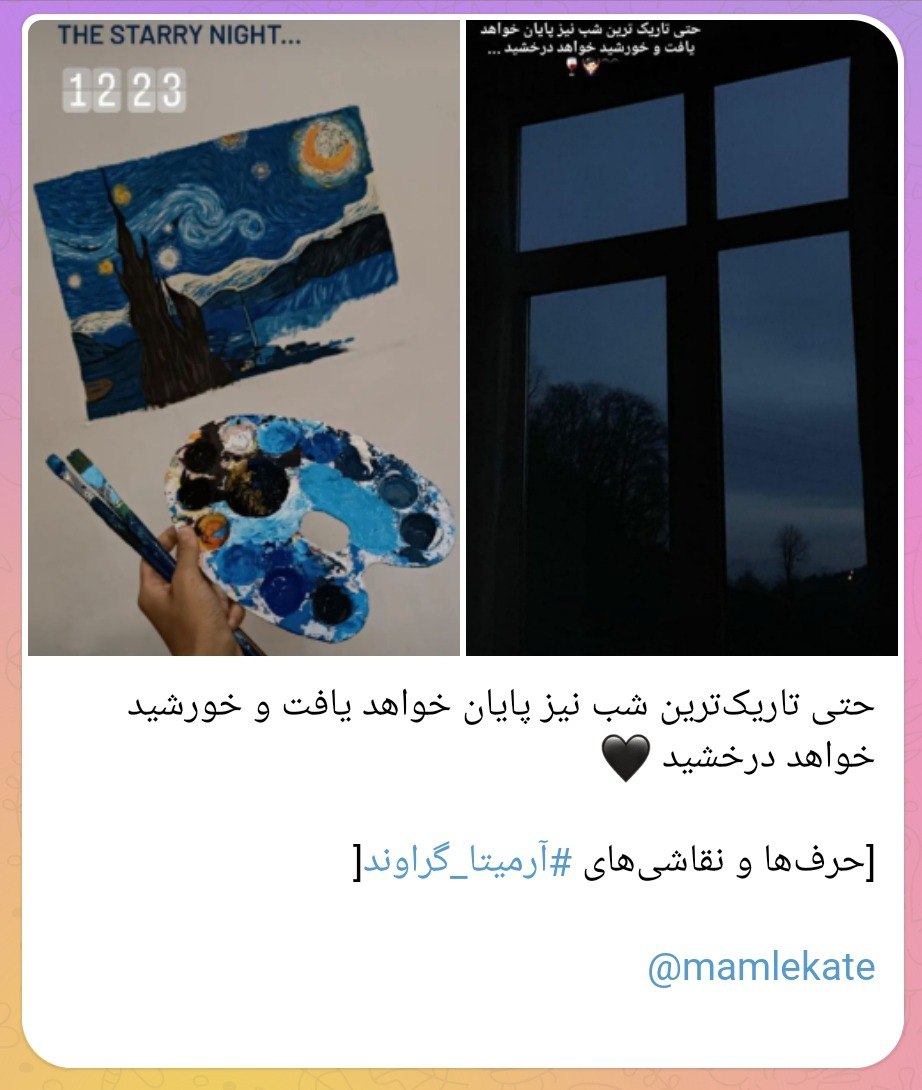 THE STARRY NIGHT...
12 23
حتی تاریک ترین شب نیز پایان خواهد
یافت و خورشید خواهد درخشید ...
حتی تاریک‌ترین شب نیز پایان خواهد یافت و خورشید
خواهد درخشید 🖤
[حرف‌ها و نقاشی‌های #آرمیتا_گراوند]
@mamlekate